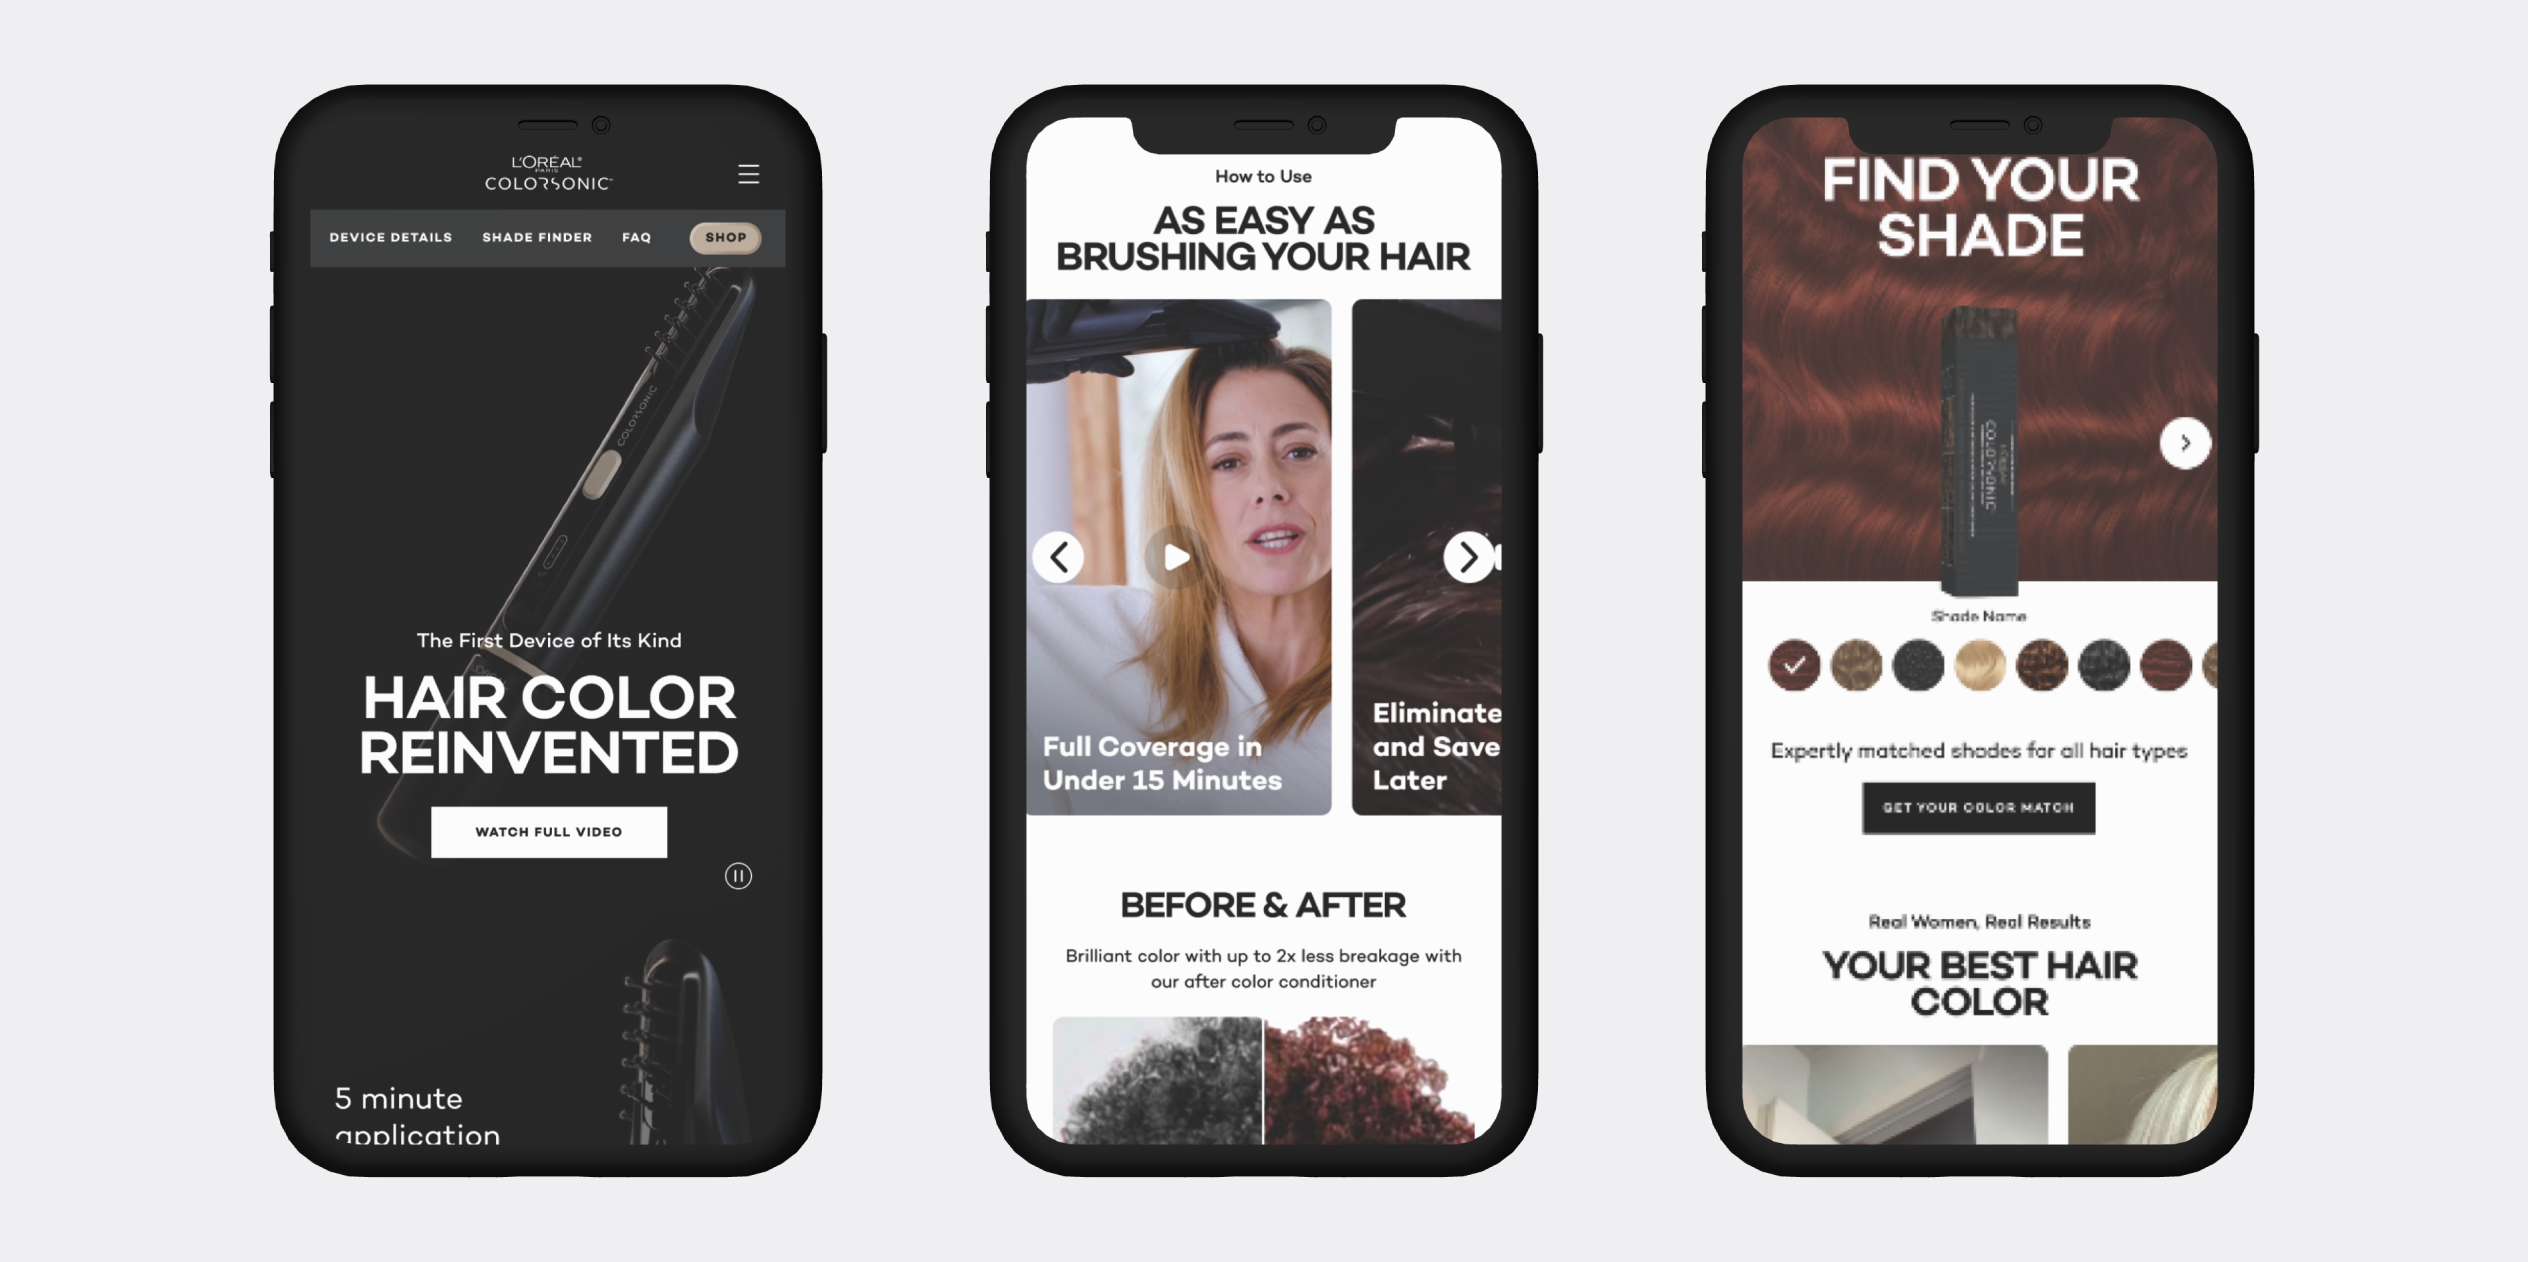 L'ORÉAL
PARIS
COLORSONIC™
DEVICE DETAILS SHADE FINDER FAQ SHOP
COLORSONIC
The First Device of Its Kind
HAIR COLOR
REINVENTED
WATCH FULL VIDEO
5 minute
application
How to Use
AS EASY AS
BRUSHING YOUR HAIR
Full Coverage in
Under 15 Minutes
Eliminate
and Save
Later
BEFORE & AFTER
Brilliant color with up to 2x less breakage with
our after color conditioner
FIND YOUR
SHADE
COLORSONIC
Shade Name
Expertly matched shades for all hair types
GET YOUR COLOR MATCH
Real Women, Real Results
YOUR BEST HAIR
COLOR